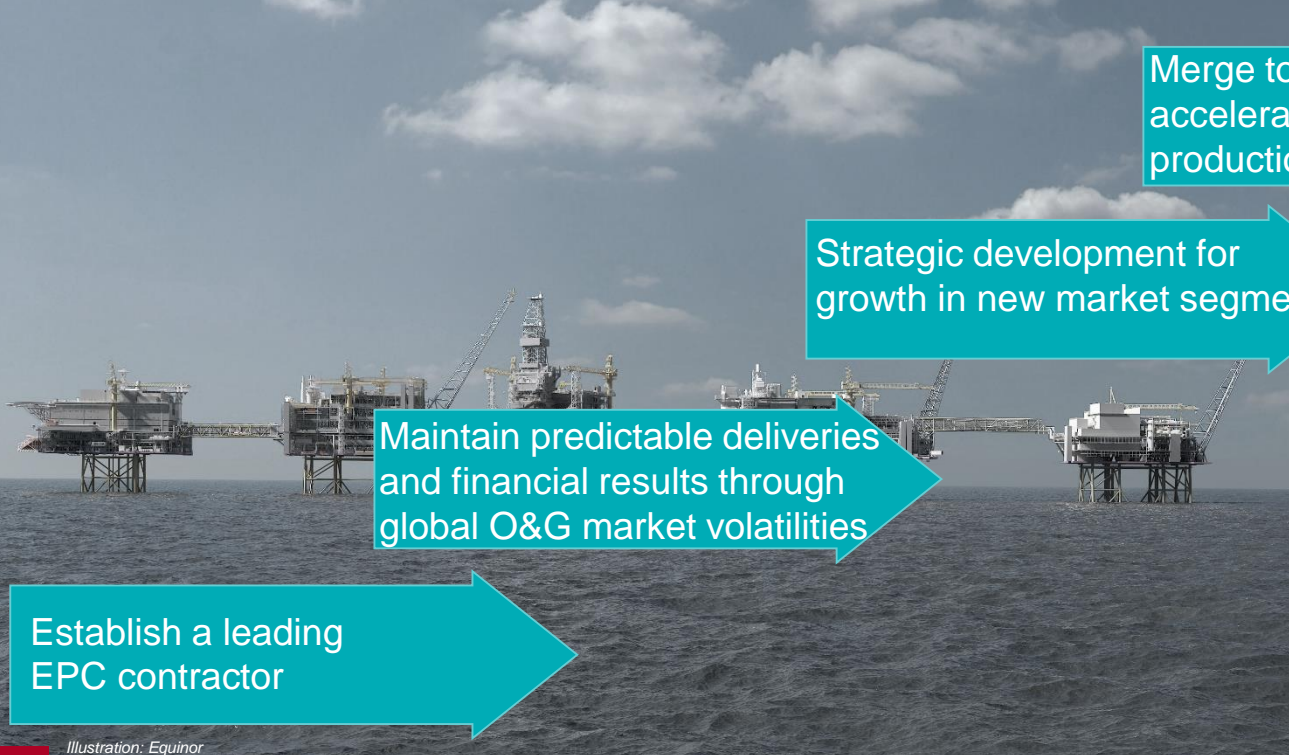 Merge to
accelera
productio
Strategic development for
growth in new market segme
Maintain predictable deliveries
and financial results through
global O&G market volatilities
Establish a leading
EPC contractor
Illustration: Equinor